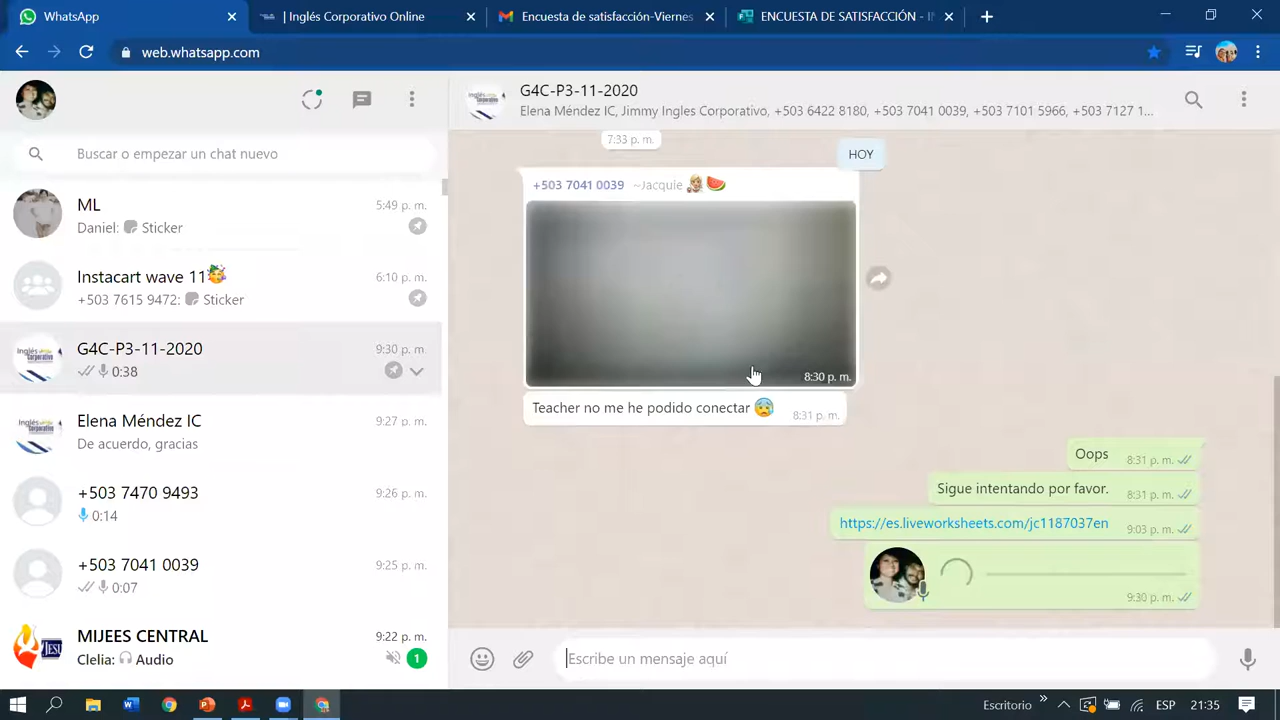 WhatsApp
| Inglés Corporativo Online
Encuesta de satisfacción-Viernes
ENCUESTA DE SATISFACCIÓN - I
web.whatsapp.com
Buscar o empezar un chat nuevo
ML
5:49 p. m.
Daniel: Sticker
Instacart wave 11
6:10 p. m.
+503 7615 9472: Sticker
G4C-P3-11-2020
9:30 p. m.
0:38
Elena Méndez IC
9:27 p. m.
De acuerdo, gracias
+503 7470 9493
9:26 p. m.
0:14
+503 7041 0039
9:25 p. m.
0:07
MIJEES CENTRAL
9:22 p. m.
Clelia: Audio
1
G4C-P3-11-2020
Elena Méndez IC, Jimmy Ingles Corporativo, +503 6422 8180, +503 7041 0039, +503 7101 5966, +503 7127 1...
7:33 p. m.
HOY
+503 7041 0039 ~Jacquie
8:30 p. m.
Teacher no me he podido conectar
8:31 p. m.
Oops
8:31 p. m.
Sigue intentando por favor.
8:31 p. m.
https://es.liveworksheets.com/jc1187037en
9:03 p. m.
9:30 p. m.
Escribe un mensaje aquí
Escritorio
ESP
21:35